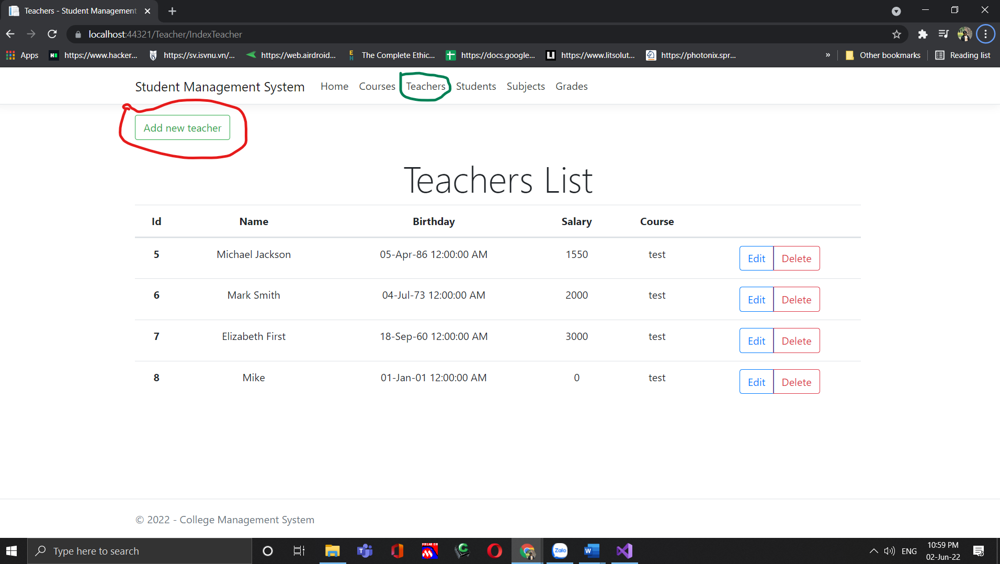 Teachers - Student Management
localhost:44321/Teacher/IndexTeacher
Apps https://www.hacker... https://sv.isvnu.vn/... https://web.airdroid... The Complete Ethic... https://docs.google... https://www.litsolut... https://photonix.spr... » Other bookmarks Reading list
Student Management System Home Courses Teachers Students Subjects Grades
Add new teacher
Teachers List
Id Name Birthday Salary Course
5 Michael Jackson 05-Apr-86 12:00:00 AM 1550 test Edit Delete
6 Mark Smith 04-Jul-73 12:00:00 AM 2000 test Edit Delete
7 Elizabeth First 18-Sep-60 12:00:00 AM 3000 test Edit Delete
8 Mike 01-Jan-01 12:00:00 AM 0 test Edit Delete
© 2022 - College Management System
Type here to search
Zalo
ENG
10:59 PM
02-Jun-22